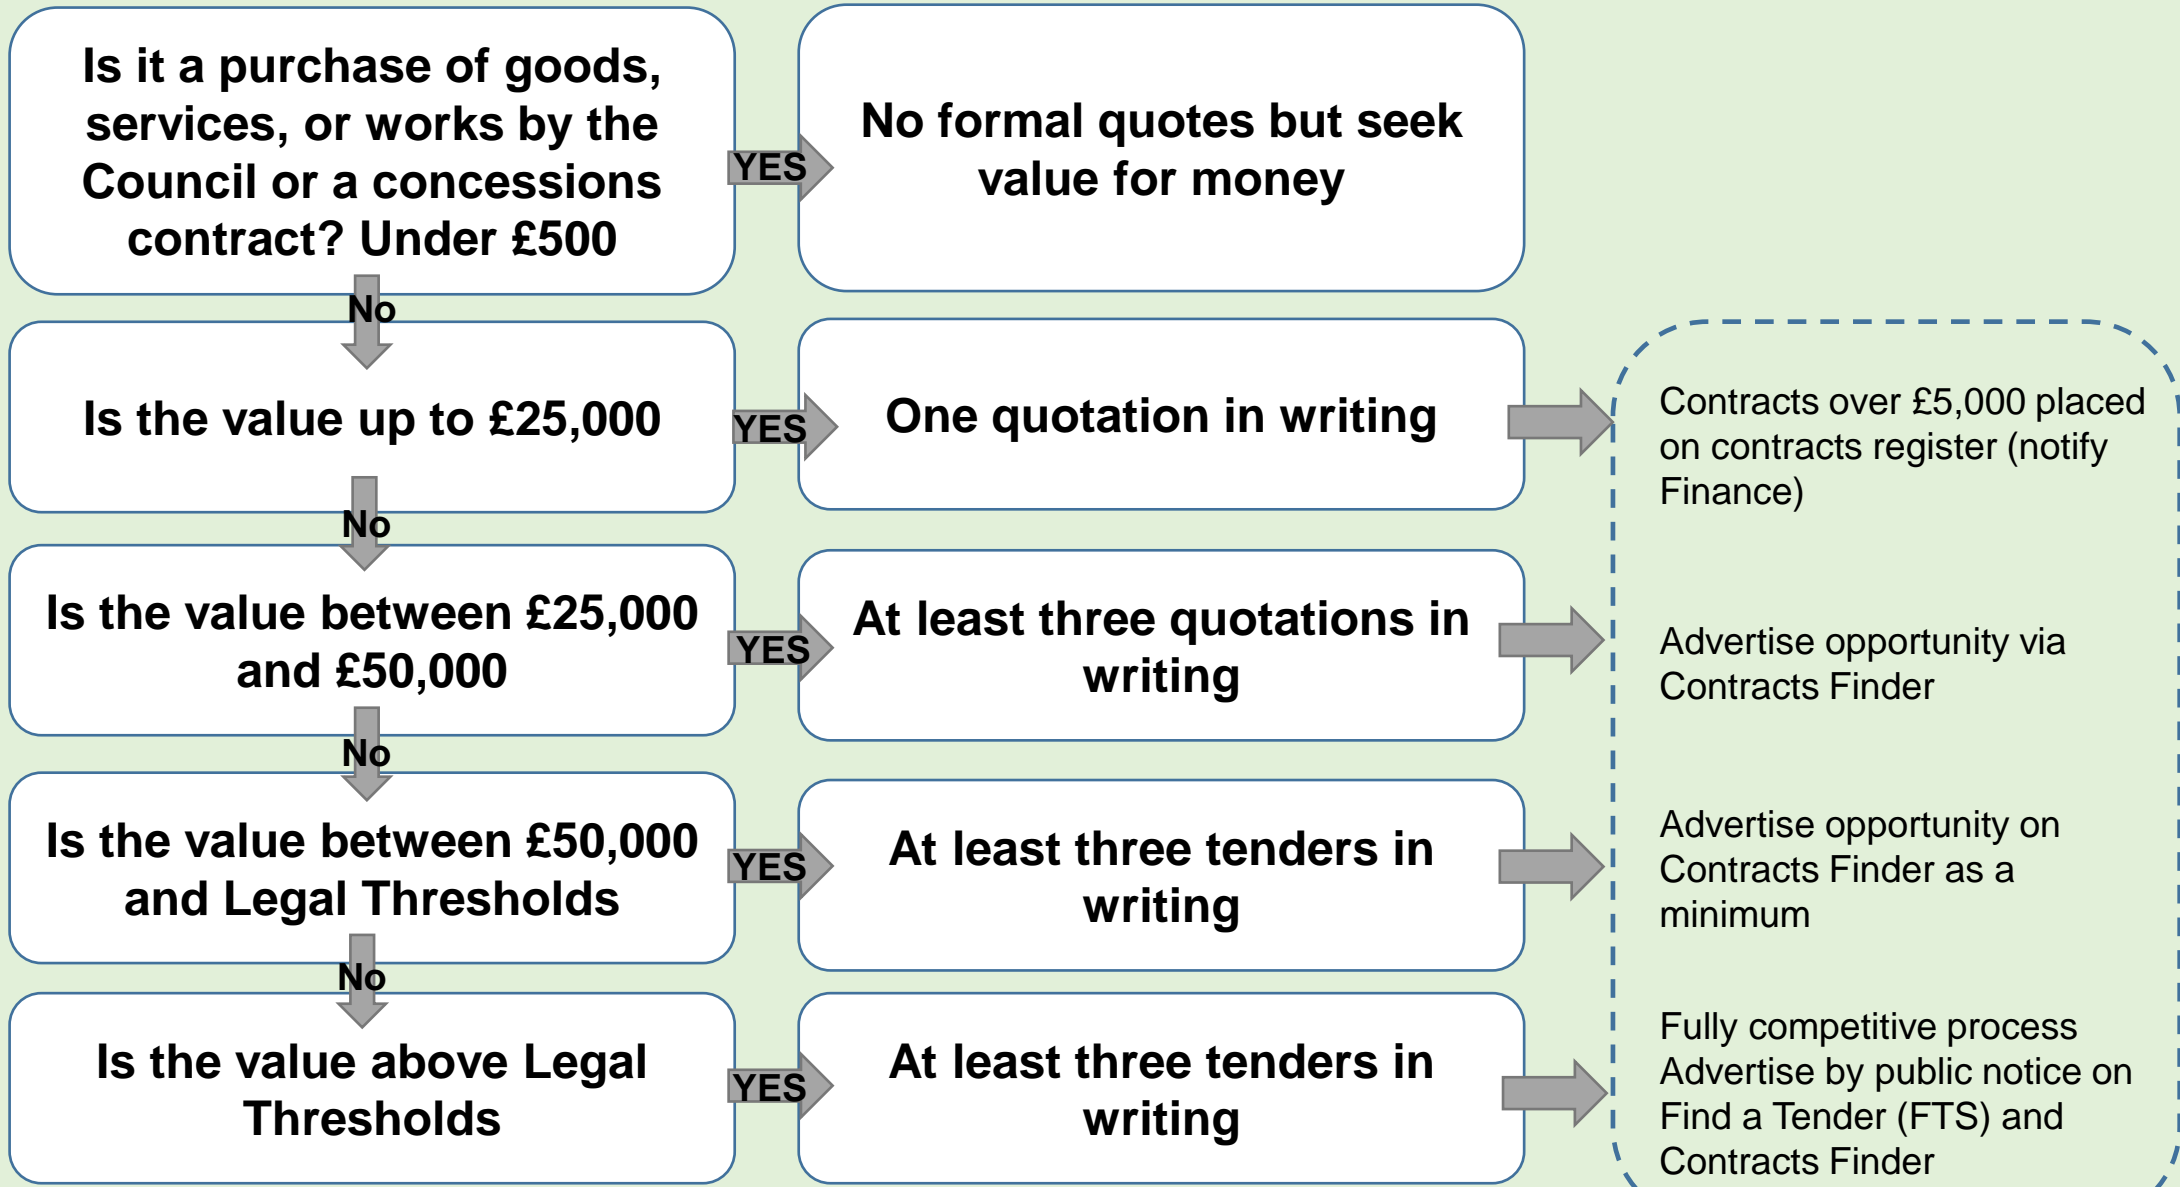 Is it a purchase of goods,
services, or works by the
Council or a concessions
contract? Under £500
YES
No formal quotes but seek
value for money
No
Is the value up to £25,000
YES
One quotation in writing
Contracts over £5,000 placed
on contracts register (notify
Finance)
No
Is the value between £25,000
and £50,000
YES
At least three quotations in
writing
Advertise opportunity via
Contracts Finder
No
Is the value between £50,000
and Legal Thresholds
YES
At least three tenders in
writing
Advertise opportunity on
Contracts Finder as a
minimum
No
Is the value above Legal
Thresholds
YES
At least three tenders in
writing
Fully competitive process
Advertise by public notice on
Find a Tender (FTS) and
Contracts Finder